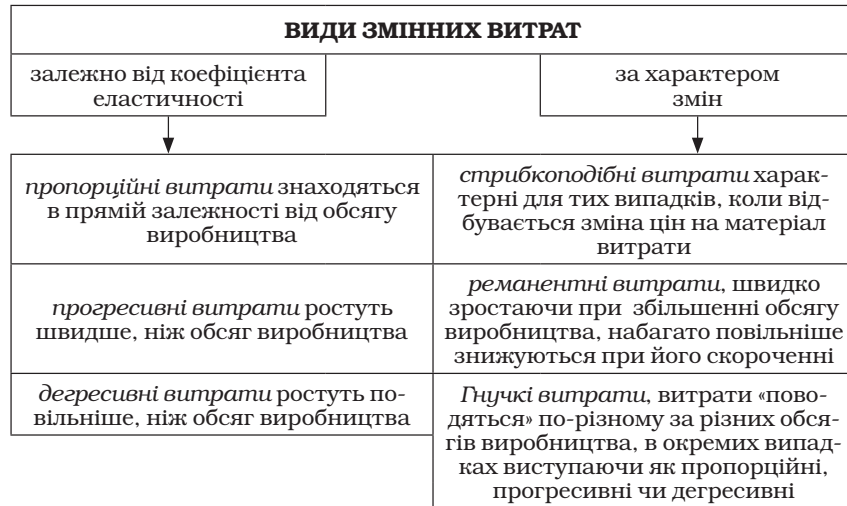 ВИДИ ЗМІННИХ ВИТРАТ
залежно від коефіцієнта
еластичності
за характером
змін
пропорційні витрати знаходяться
в прямій залежності від обсягу
виробництва
стрибкоподібні витрати харак-
терні для тих випадків, коли від-
бувається зміна цін на матеріал
витрати
прогресивні витрати ростуть
швидше, ніж обсяг виробництва
реманентні витрати, швидко
зростаючи при збільшенні обсягу
виробництва, набагато повільніше
знижуються при його скороченні
дегресивні витрати ростуть по-
вільніше, ніж обсяг виробництва
Гнучкі витрати, витрати «пово-
дяться» по-різному за різних обся-
гів виробництва, в окремих випад-
ках виступаючи як пропорційні,
прогресивні чи дегресивні